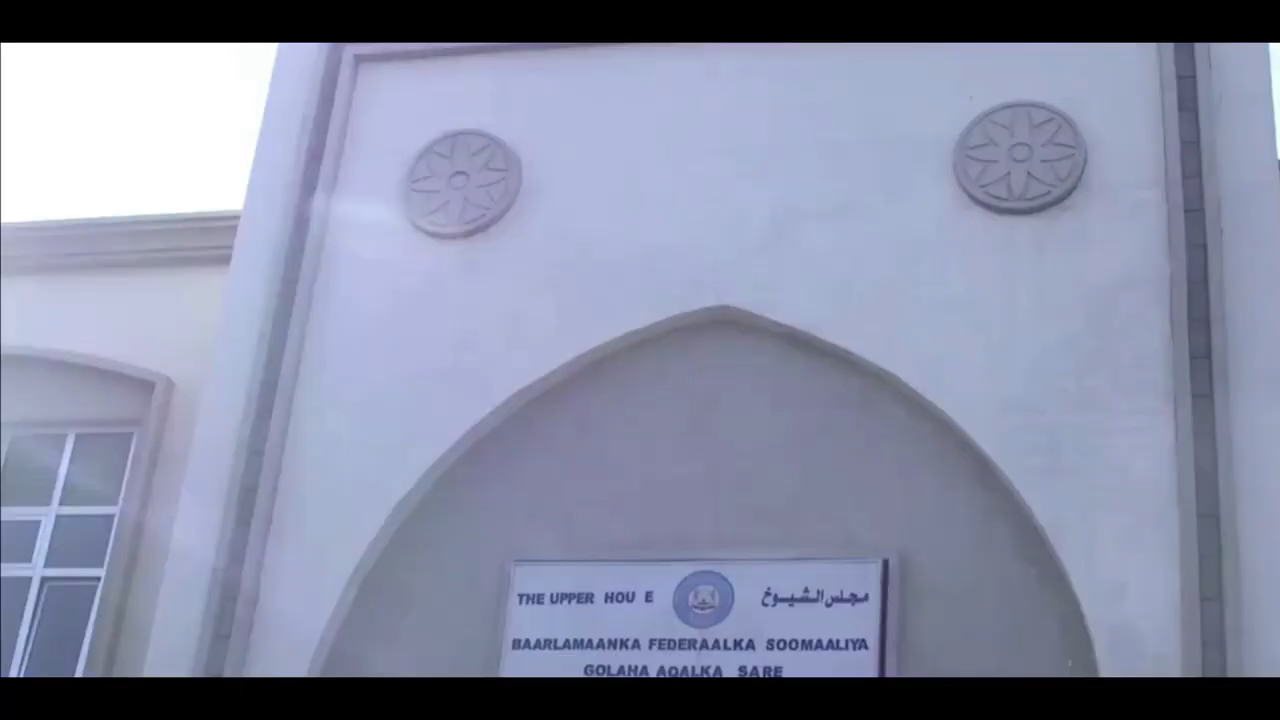 THE UPPER HOU E مجلس الشيوخ
BAARLAMAANKA FEDERAALKA SOOMAALIYA
GOLAHA AQALKA SARE